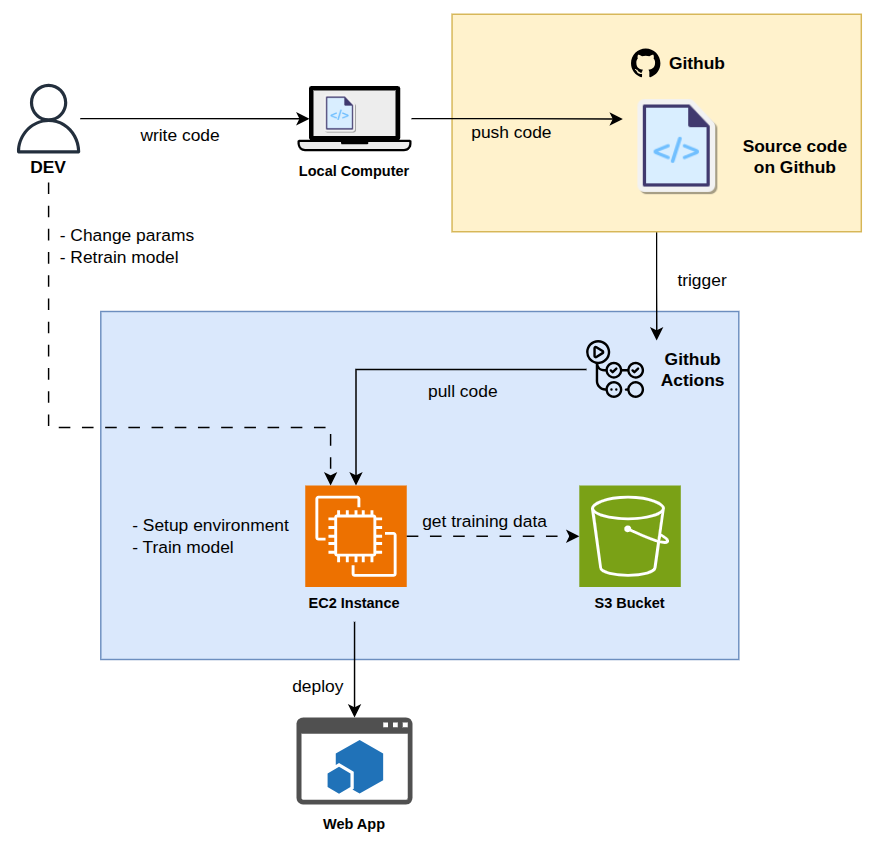 Github
DEV
write code
Local Computer
push code
Source code
on Github
- Change params
- Retrain model
trigger
Github
Actions
pull code
- Setup environment
- Train model
get training data
EC2 Instance
S3 Bucket
deploy
Web App